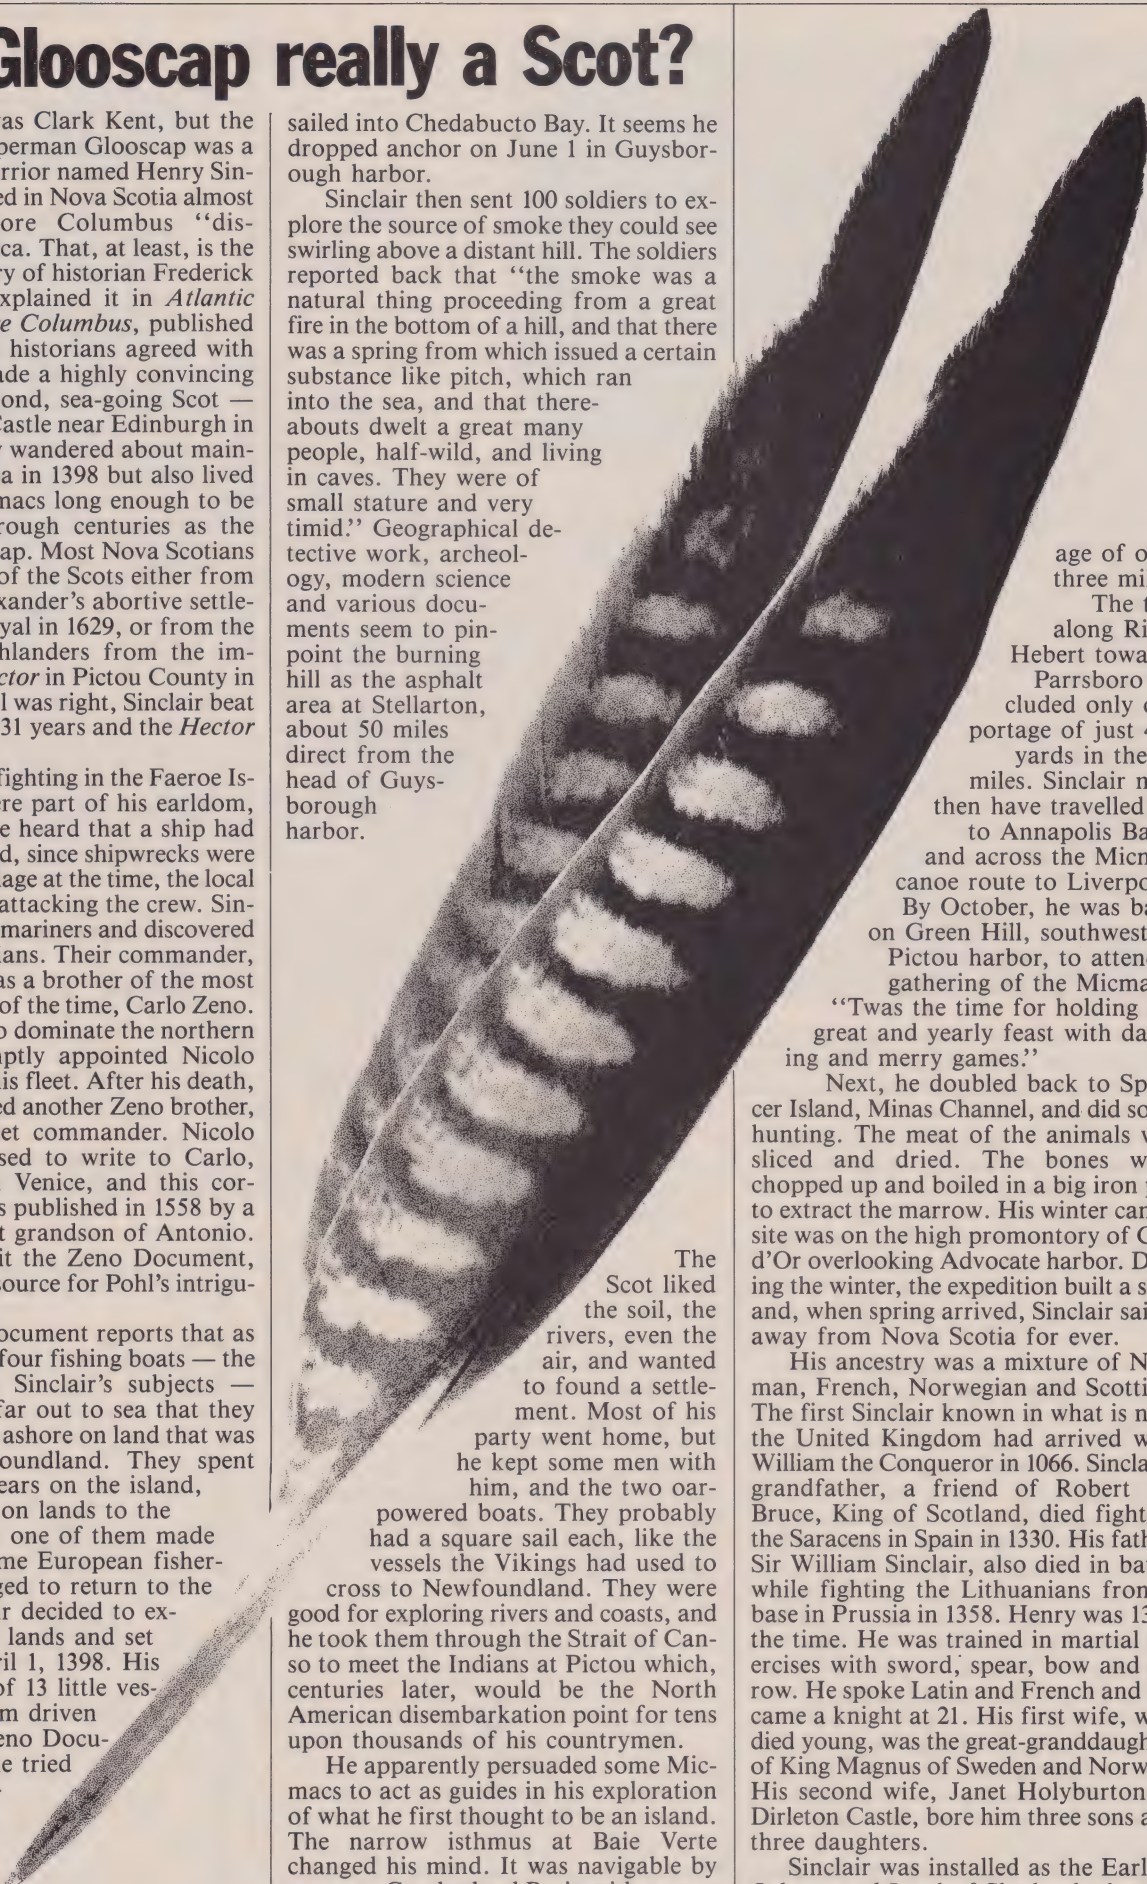 Glooscap really a Scot?
as Clark Kent, but the
perman Glooscap was a
rrior named Henry Sin-
ed in Nova Scotia almost
ore Columbus “dis-
ca. That, at least, is the
ry of historian Frederick
xplained it in Atlantic
e Columbus, published
historians agreed with
ade a highly convincing
ond, sea-going Scot —
Castle near Edinburgh in
y wandered about main-
a in 1398 but also lived
macs long enough to be
rough centuries as the
ap. Most Nova Scotians
of the Scots either from
xander’s abortive settle-
yal in 1629, or from the
hlanders from the im-
ctor in Pictou County in
l was right, Sinclair beat
31 years and the Hector
fighting in the Faeroe Is-
ere part of his earldom,
e heard that a ship had
d, since shipwrecks were
age at the time, the local
attacking the crew. Sin-
mariners and discovered
ians. Their commander,
as a brother of the most
of the time, Carlo Zeno.
o dominate the northern
ptly appointed Nicolo
is fleet. After his death,
ed another Zeno brother,
et commander. Nicolo
sed to write to Carlo,
Venice, and this cor-
s published in 1558 by a
t grandson of Antonio.
it the Zeno Document,
source for Pohl’s intrigu-
ocument reports that as
four fishing boats — the
Sinclair’s subjects —
far out to sea that they
ashore on land that was
oundland. They spent
ears on the island,
on lands to the
one of them made
me European fisher-
ged to return to the
r decided to ex-
lands and set
ril 1, 1398. His
of 13 little ves-
m driven
eno Docu-
e tried
sailed into Chedabucto Bay. It seems he
dropped anchor on June 1 in Guysbor-
ough harbor.
Sinclair then sent 100 soldiers to ex-
plore the source of smoke they could see
swirling above a distant hill. The soldiers
reported back that “the smoke was a
natural thing proceeding from a great
fire in the bottom of a hill, and that there
was a spring from which issued a certain
substance like pitch, which ran
into the sea, and that there-
abouts dwelt a great many
people, half-wild, and living
in caves. They were of
small stature and very
timid.” Geographical de-
tective work, archeol-
ogy, modern science
and various docu-
ments seem to pin-
point the burning
hill as the asphalt
area at Stellarton,
about 50 miles
direct from the
head of Guys-
borough
harbor.
The
Scot liked
the soil, the
rivers, even the
air, and wanted
to found a settle-
ment. Most of his
party went home, but
he kept some men with
him, and the two oar-
powered boats. They probably
had a square sail each, like the
vessels the Vikings had used to
cross to Newfoundland. They were
good for exploring rivers and coasts, and
he took them through the Strait of Can-
so to meet the Indians at Pictou which,
centuries later, would be the North
American disembarkation point for tens
upon thousands of his countrymen.
He apparently persuaded some Mic-
macs to act as guides in his exploration
of what he first thought to be an island.
The narrow isthmus at Baie Verte
changed his mind. It was navigable by
age of o
three mi
The t
along Ri
Hebert towa
Parrsboro
cluded only
portage of just 4
yards in the
miles. Sinclair m
then have travelled
to Annapolis Ba
and across the Micm
canoe route to Liverpo
By October, he was ba
on Green Hill, southwest
Pictou harbor, to atten
gathering of the Micma
“Twas the time for holding
great and yearly feast with da
ing and merry games.”
Next, he doubled back to Sp
cer Island, Minas Channel, and did so
hunting. The meat of the animals w
sliced and dried. The bones w
chopped up and boiled in a big iron
to extract the marrow. His winter cam
site was on the high promontory of C
d’Or overlooking Advocate harbor. D
ing the winter, the expedition built a s
and, when spring arrived, Sinclair sai
away from Nova Scotia for ever.
His ancestry was a mixture of N
man, French, Norwegian and Scotti
The first Sinclair known in what is n
the United Kingdom had arrived w
William the Conqueror in 1066. Sincla
grandfather, a friend of Robert
Bruce, King of Scotland, died fight
the Saracens in Spain in 1330. His fath
Sir William Sinclair, also died in ba
while fighting the Lithuanians from
base in Prussia in 1358. Henry was 13
the time. He was trained in martial
ercises with sword, spear, bow and
row. He spoke Latin and French and
came a knight at 21. His first wife, w
died young, was the great-granddaugh
of King Magnus of Sweden and Norw
His second wife, Janet Holyburton
Dirleton Castle, bore him three sons a
three daughters.
Sinclair was installed as the Earl